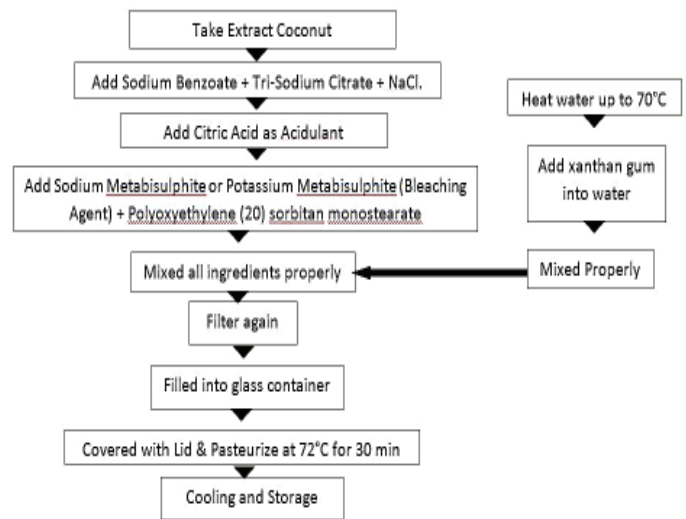 Take Extract Coconut
Add Sodium Benzoate + Tri-Sodium Citrate + NaCl.
Add Citric Acid as Acidulant
Add Sodium Metabisulphite or Potassium Metabisulphite (Bleaching
Agent) + Polyoxyethylene (20) sorbitan monostearate
Heat water up to 70°C
Add xanthan gum
into water
Mixed Properly
Mixed all ingredients properly
Filter again
Filled into glass container
Covered with Lid & Pasteurize at 72°C for 30 min
Cooling and Storage